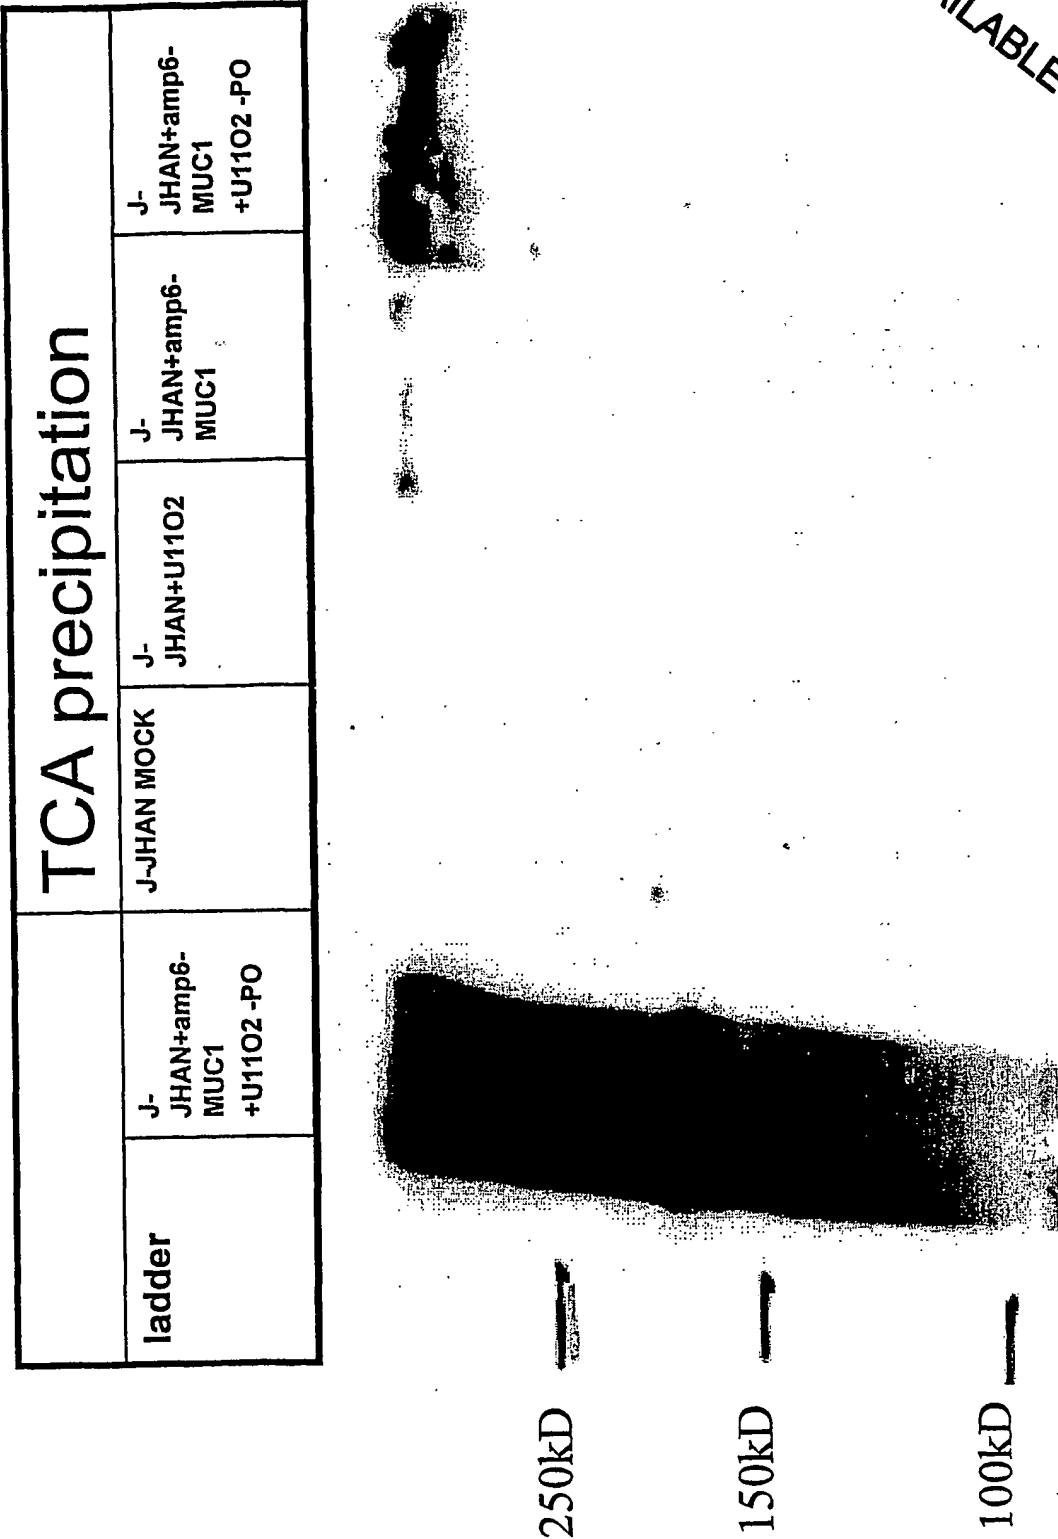 TCA precipitation
ladder
J-
JHAN+amp6-
MUC1
+U11O2 -PO
J-JHAN MOCK
J-
JHAN+U11O2
J-
JHAN+amp6-
MUC1
J-
JHAN+amp6-
MUC1
+U11O2 -PO
250kD
150kD
100kD